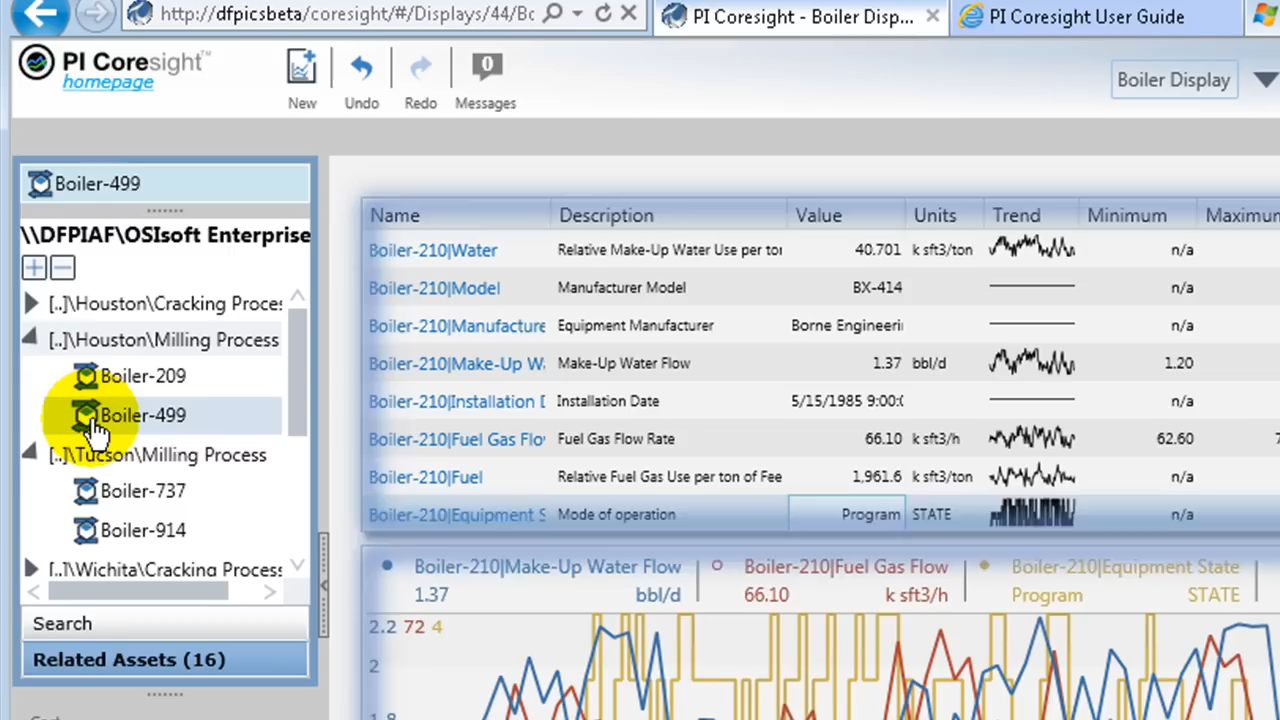 http://dfpicsbeta/coresight/#/Displays/44/Bo
PI Coresight - Boiler Disp...
PI Coresight User Guide
PI Coresight™
homepage
New
Undo
Redo
0
Messages
Boiler Display
Boiler-499
\\DFPIAF\OSIsoft Enterprise
[..]\Houston\Cracking Proces
[..]\Houston\Milling Process
Boiler-209
Boiler-499
[..]\Tucson\Milling Process
Boiler-737
Boiler-914
[..]\Wichita\Cracking Process
Search
Related Assets (16)
Name Description Value Units Trend Minimum Maximum
Boiler-210|Water Relative Make-Up Water Use per tor 40.701 k sft3/ton n/a
Boiler-210|Model Manufacturer Model BX-414 n/a
Boiler-210|Manufacture Equipment Manufacturer Borne Engineeri n/a
Boiler-210|Make-Up W. Make-Up Water Flow 1.37 bbl/d 1.20
Boiler-210|Installation D Installation Date 5/15/1985 9:00:0 n/a
Boiler-210|Fuel Gas Flo Fuel Gas Flow Rate 66.10 k sft3/h 62.60 7
Boiler-210|Fuel Relative Fuel Gas Use per ton of Fee 1,961.6 k sft3/ton n/a
Boiler-210|Equipment S Mode of operation Program STATE n/a
Boiler-210|Make-Up Water Flow Boiler-210|Fuel Gas Flow Boiler-210|Equipment State
1.37 bbl/d 66.10 k sft3/h Program STATE
2.2 72 4
2
1.8